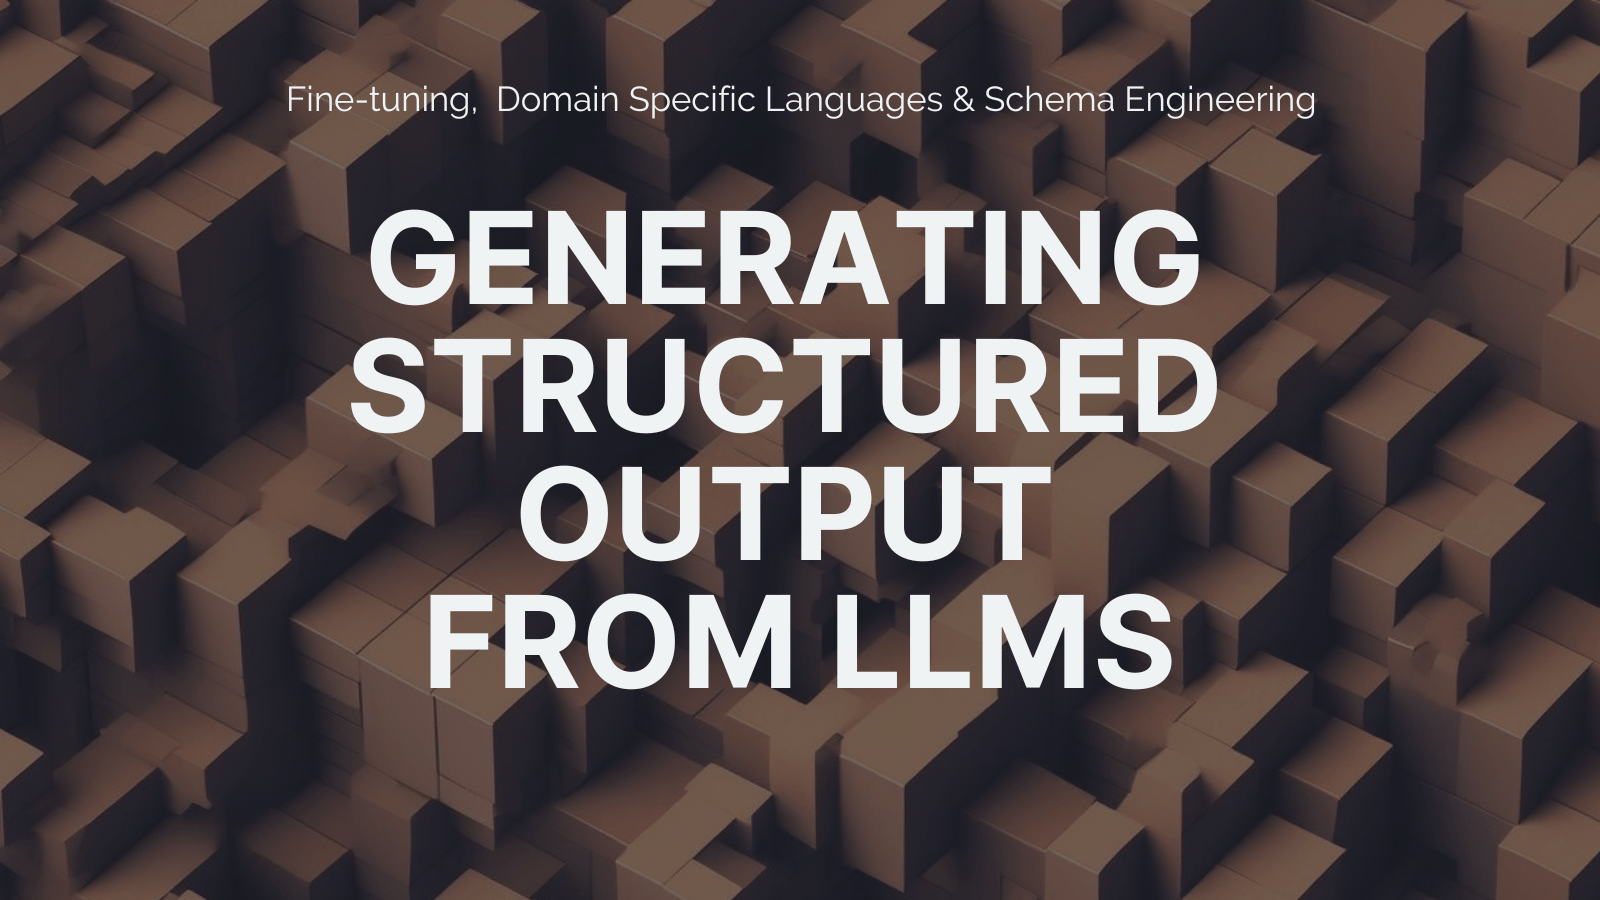 Fine-tuning,  Domain Specific Languages & Schema Engineering
GENERATING
STRUCTURED
OUTPUT
FROM LLMS